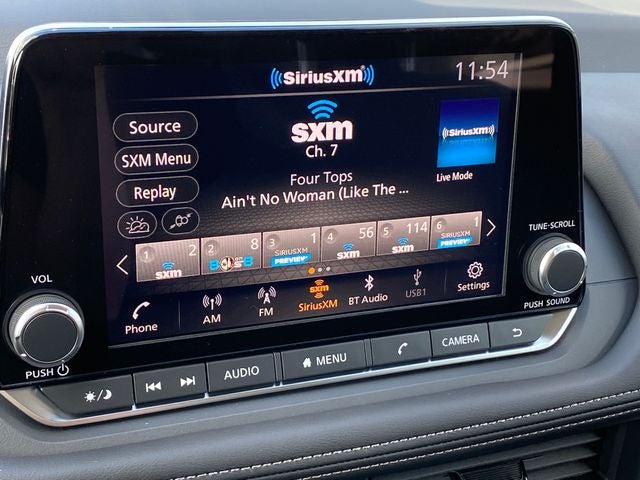 SiriusXM
11:54
Source
SXM Menu
Replay
sxm
Ch. 7
Four Tops
Ain't No Woman (Like The ...
SiriusXM
Live Mode
1 2 sxm
2 8
3 1 SIRIUSXM PREVIEW
4 56 sxm
5 114 sxm
6 1 SIRIUSXM PREVIEW
Phone
AM
FM
sxm
SiriusXM
BT Audio
USB1
Settings
VOL
PUSH
TUNE-SCROLL
PUSH SOUND
AUDIO
MENU
CAMERA